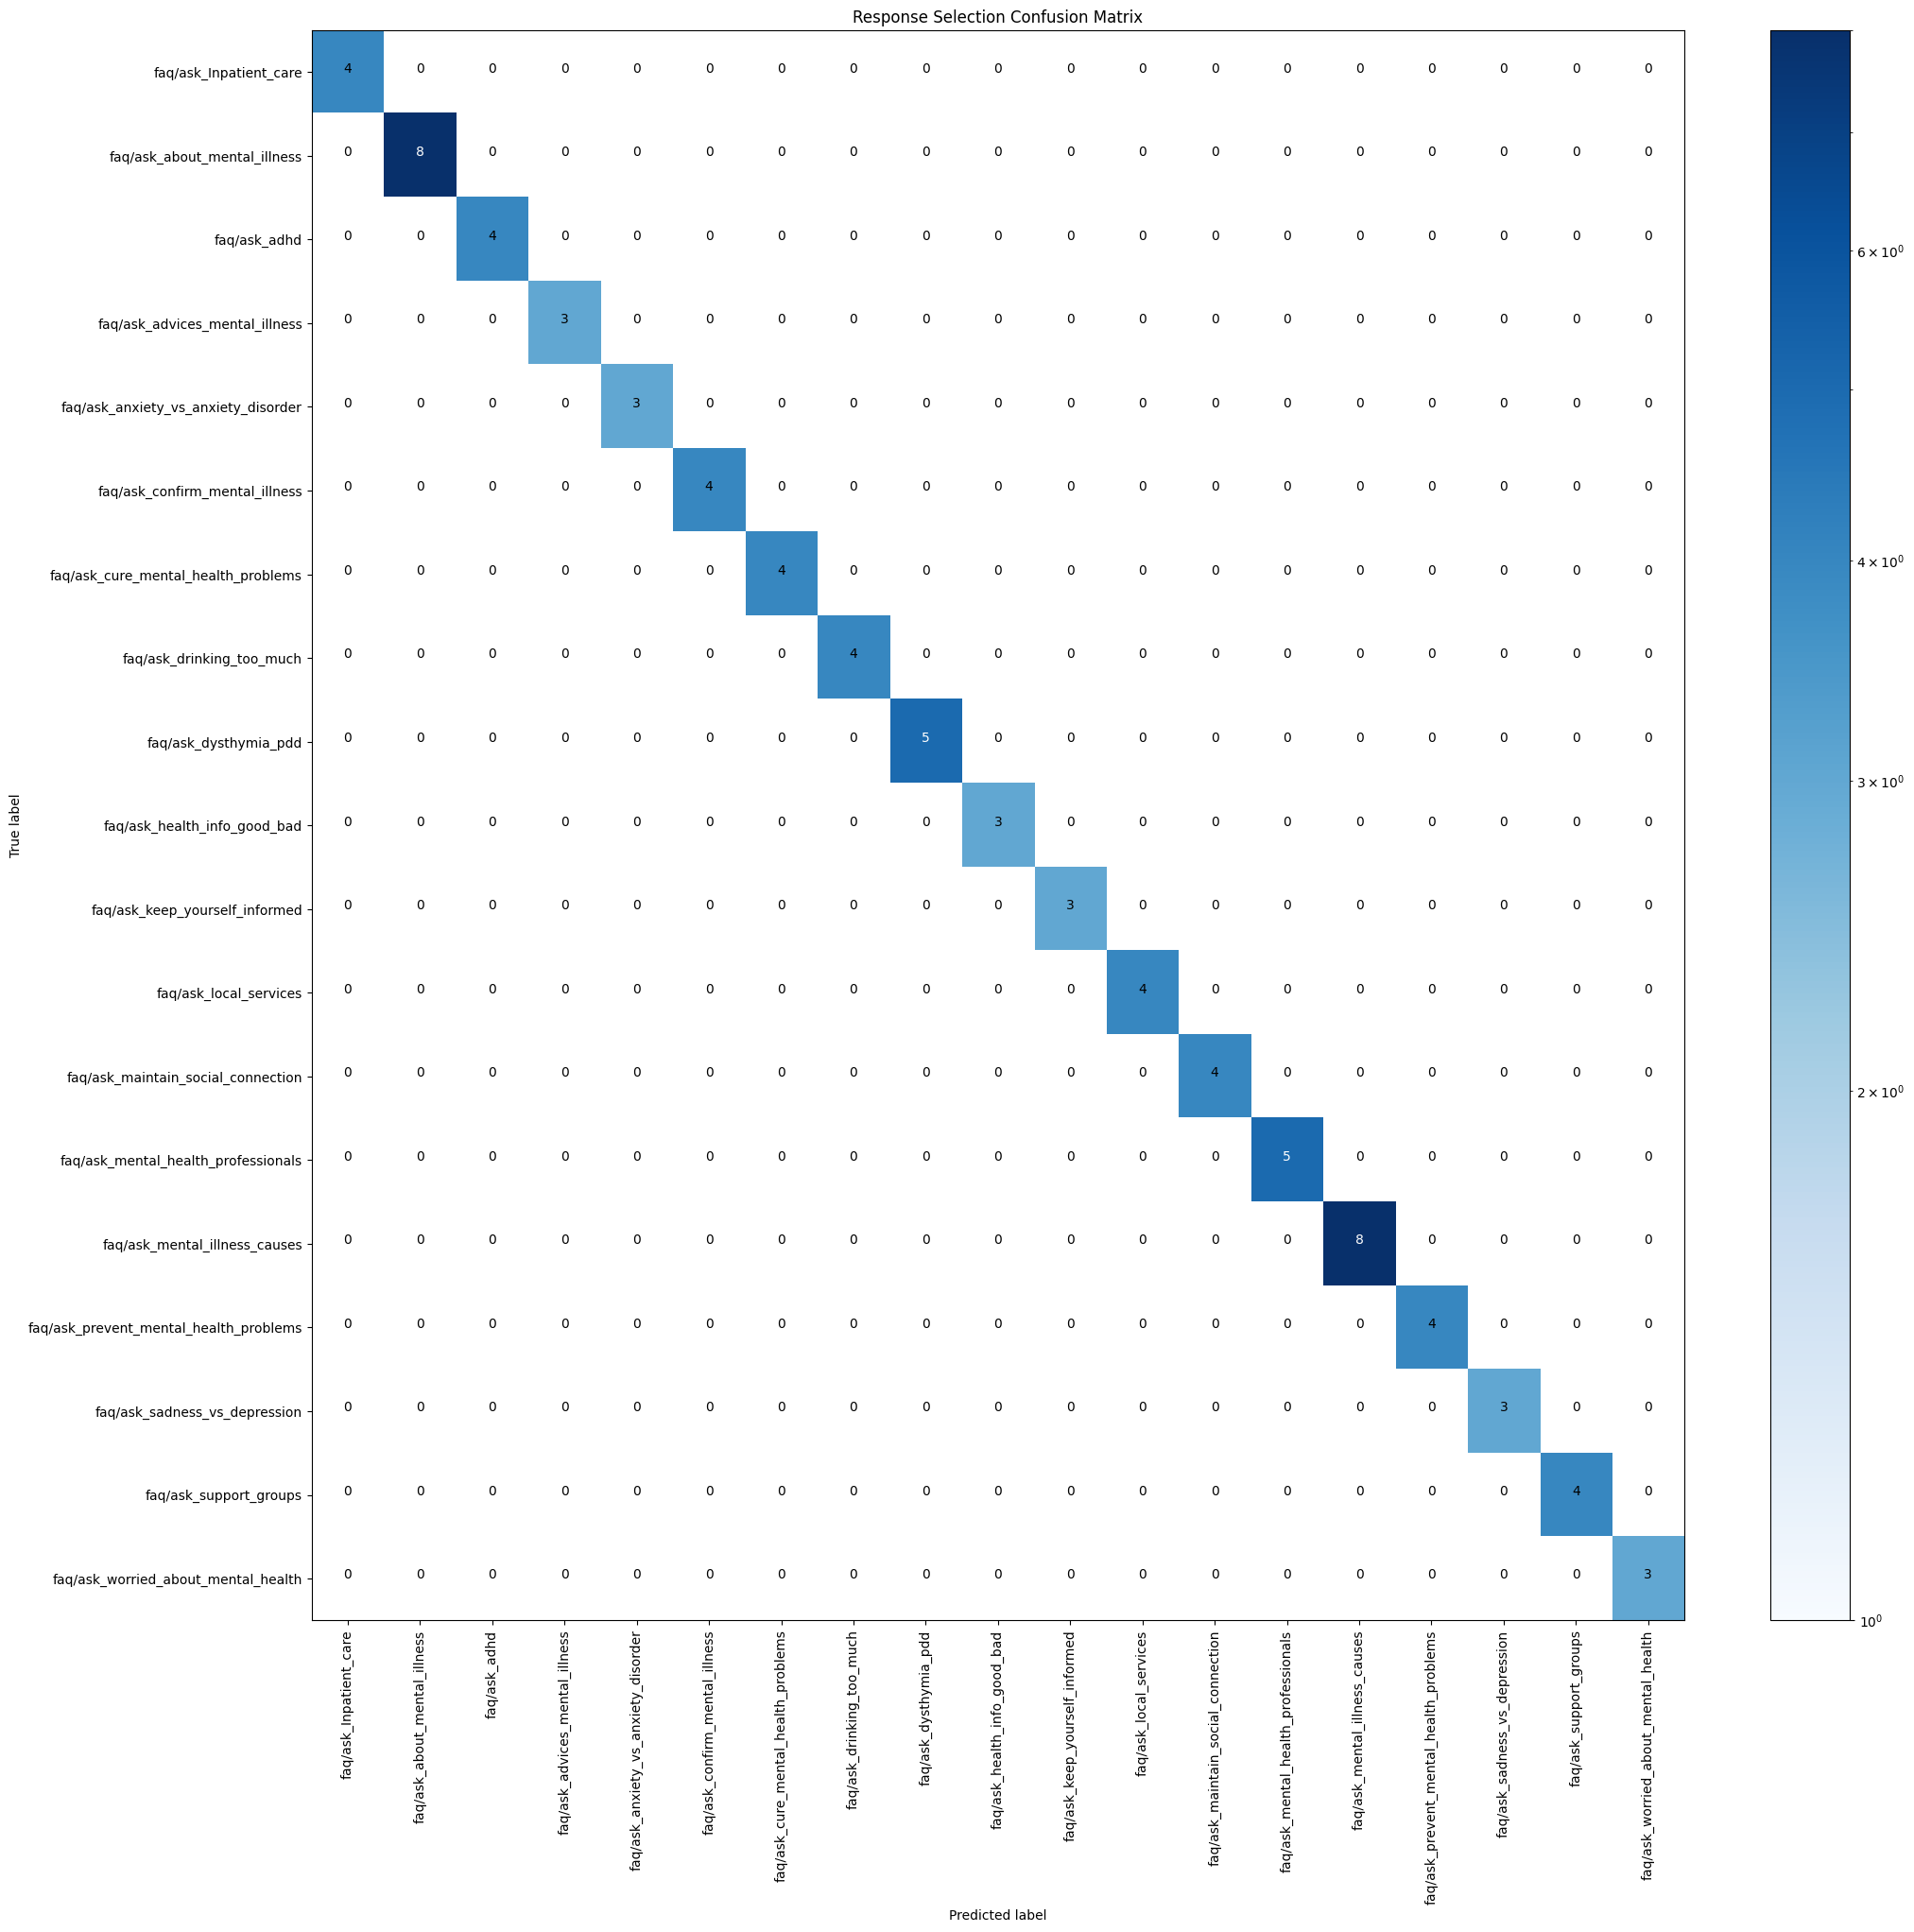 Response Selection Confusion Matrix
True label
faq/ask_Inpatient_care 4 0 0 0 0 0 0 0 0 0 0 0 0 0 0 0 0 0 0
faq/ask_about_mental_illness 0 8 0 0 0 0 0 0 0 0 0 0 0 0 0 0 0 0 0
faq/ask_adhd 0 0 4 0 0 0 0 0 0 0 0 0 0 0 0 0 0 0 0
faq/ask_advices_mental_illness 0 0 0 3 0 0 0 0 0 0 0 0 0 0 0 0 0 0 0
faq/ask_anxiety_vs_anxiety_disorder 0 0 0 0 3 0 0 0 0 0 0 0 0 0 0 0 0 0 0
faq/ask_confirm_mental_illness 0 0 0 0 0 4 0 0 0 0 0 0 0 0 0 0 0 0 0
faq/ask_cure_mental_health_problems 0 0 0 0 0 0 4 0 0 0 0 0 0 0 0 0 0 0 0
faq/ask_drinking_too_much 0 0 0 0 0 0 0 4 0 0 0 0 0 0 0 0 0 0 0
faq/ask_dysthymia_pdd 0 0 0 0 0 0 0 0 5 0 0 0 0 0 0 0 0 0 0
faq/ask_health_info_good_bad 0 0 0 0 0 0 0 0 0 3 0 0 0 0 0 0 0 0 0
faq/ask_keep_yourself_informed 0 0 0 0 0 0 0 0 0 0 3 0 0 0 0 0 0 0 0
faq/ask_local_services 0 0 0 0 0 0 0 0 0 0 0 4 0 0 0 0 0 0 0
faq/ask_maintain_social_connection 0 0 0 0 0 0 0 0 0 0 0 0 4 0 0 0 0 0 0
faq/ask_mental_health_professionals 0 0 0 0 0 0 0 0 0 0 0 0 0 5 0 0 0 0 0
faq/ask_mental_illness_causes 0 0 0 0 0 0 0 0 0 0 0 0 0 0 8 0 0 0 0
faq/ask_prevent_mental_health_problems 0 0 0 0 0 0 0 0 0 0 0 0 0 0 0 4 0 0 0
faq/ask_sadness_vs_depression 0 0 0 0 0 0 0 0 0 0 0 0 0 0 0 0 3 0 0
faq/ask_support_groups 0 0 0 0 0 0 0 0 0 0 0 0 0 0 0 0 0 4 0
faq/ask_worried_about_mental_health 0 0 0 0 0 0 0 0 0 0 0 0 0 0 0 0 0 0 3
faq/ask_Inpatient_care
faq/ask_about_mental_illness
faq/ask_adhd
faq/ask_advices_mental_illness
faq/ask_anxiety_vs_anxiety_disorder
faq/ask_confirm_mental_illness
faq/ask_cure_mental_health_problems
faq/ask_drinking_too_much
faq/ask_dysthymia_pdd
faq/ask_health_info_good_bad
faq/ask_keep_yourself_informed
faq/ask_local_services
faq/ask_maintain_social_connection
faq/ask_mental_health_professionals
faq/ask_mental_illness_causes
faq/ask_prevent_mental_health_problems
faq/ask_sadness_vs_depression
faq/ask_support_groups
faq/ask_worried_about_mental_health
Predicted label
6 × 10⁰
4 × 10⁰
3 × 10⁰
2 × 10⁰
10⁰